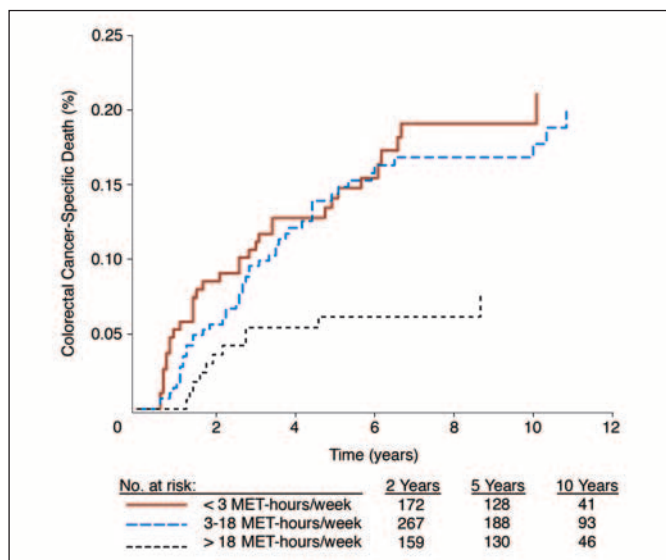 0.25
0.20
0.15
0.10
0.05
Colorectal Cancer-Specific Death (%)
0 2 4 6 8 10 12
Time (years)
No. at risk: 2 Years 5 Years 10 Years
< 3 MET-hours/week 172 128 41
3-18 MET-hours/week 267 188 93
> 18 MET-hours/week 159 130 46